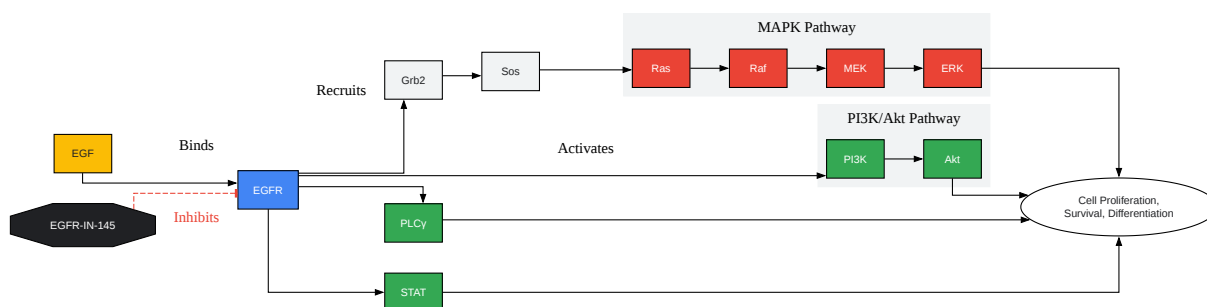 MAPK Pathway
Grb2
Sos
Ras
Raf
MEK
ERK
Recruits
PI3K/Akt Pathway
EGF
Binds
Activates
PI3K
Akt
EGFR
EGFR-IN-145
Inhibits
PLCγ
Cell Proliferation,
Survival, Differentiation
STAT